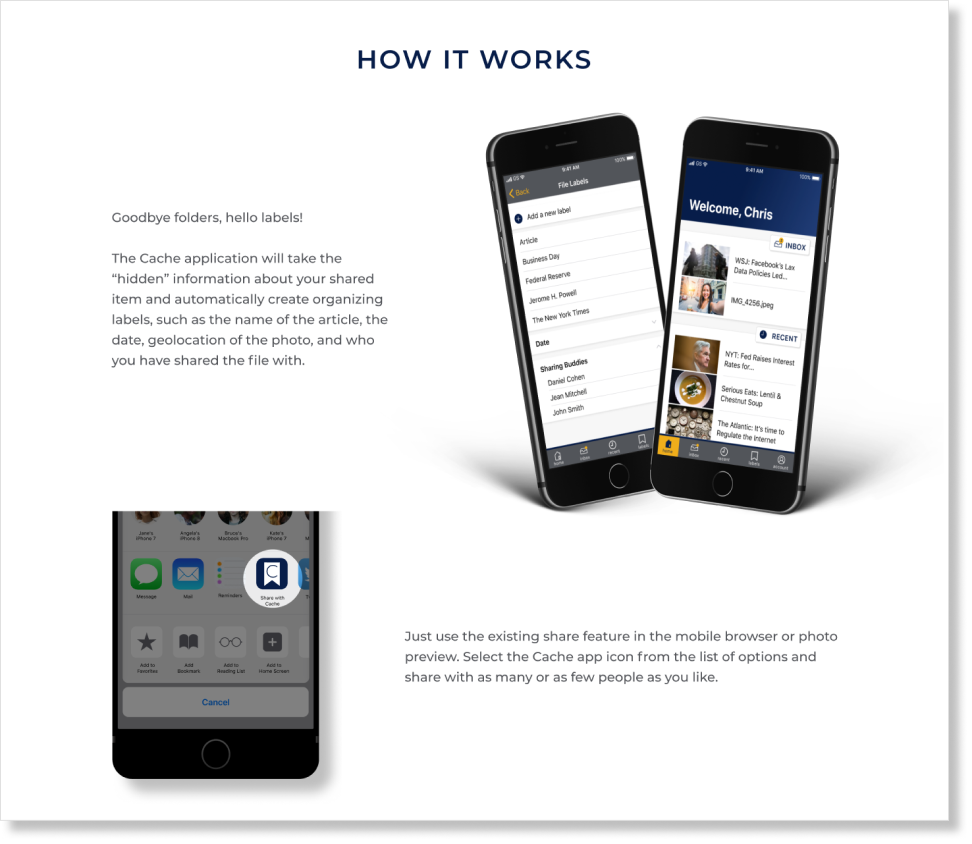 HOW IT WORKS
Goodbye folders, hello labels!
The Cache application will take the
“hidden” information about your shared
item and automatically create organizing
labels, such as the name of the article, the
date, geolocation of the photo, and who
you have shared the file with.
GS 9:41 AM 100%
Back File Labels
Add a new label
Article
Business Day
Federal Reserve
Jerome H. Powell
The New York Times
Date
Sharing Buddies
Daniel Cohen
Jean Mitchell
John Smith
home inbox recent labels
GS 9:41 AM 100%
Welcome, Chris
INBOX
WSJ: Facebook's Lax
Data Policies Led...
IMG_4256.jpeg
RECENT
NYT: Fed Raises Interest
Rates for...
Serious Eats: Lentil &
Chestnut Soup
The Atlantic: It's time to
Regulate the Internet
home inbox recent labels account
Jane's
iPhone 7
Angela's
iPhone 7
Bruce's
Macbook Pro
Kate's
iPhone 7
Message
Mail
Reminders
Share with
Cache
Add to
Favorites
Add
Bookmark
Add to
Reading List
Add to
Home Screen
Cancel
Just use the existing share feature in the mobile browser or photo
preview. Select the Cache app icon from the list of options and
share with as many or as few people as you like.